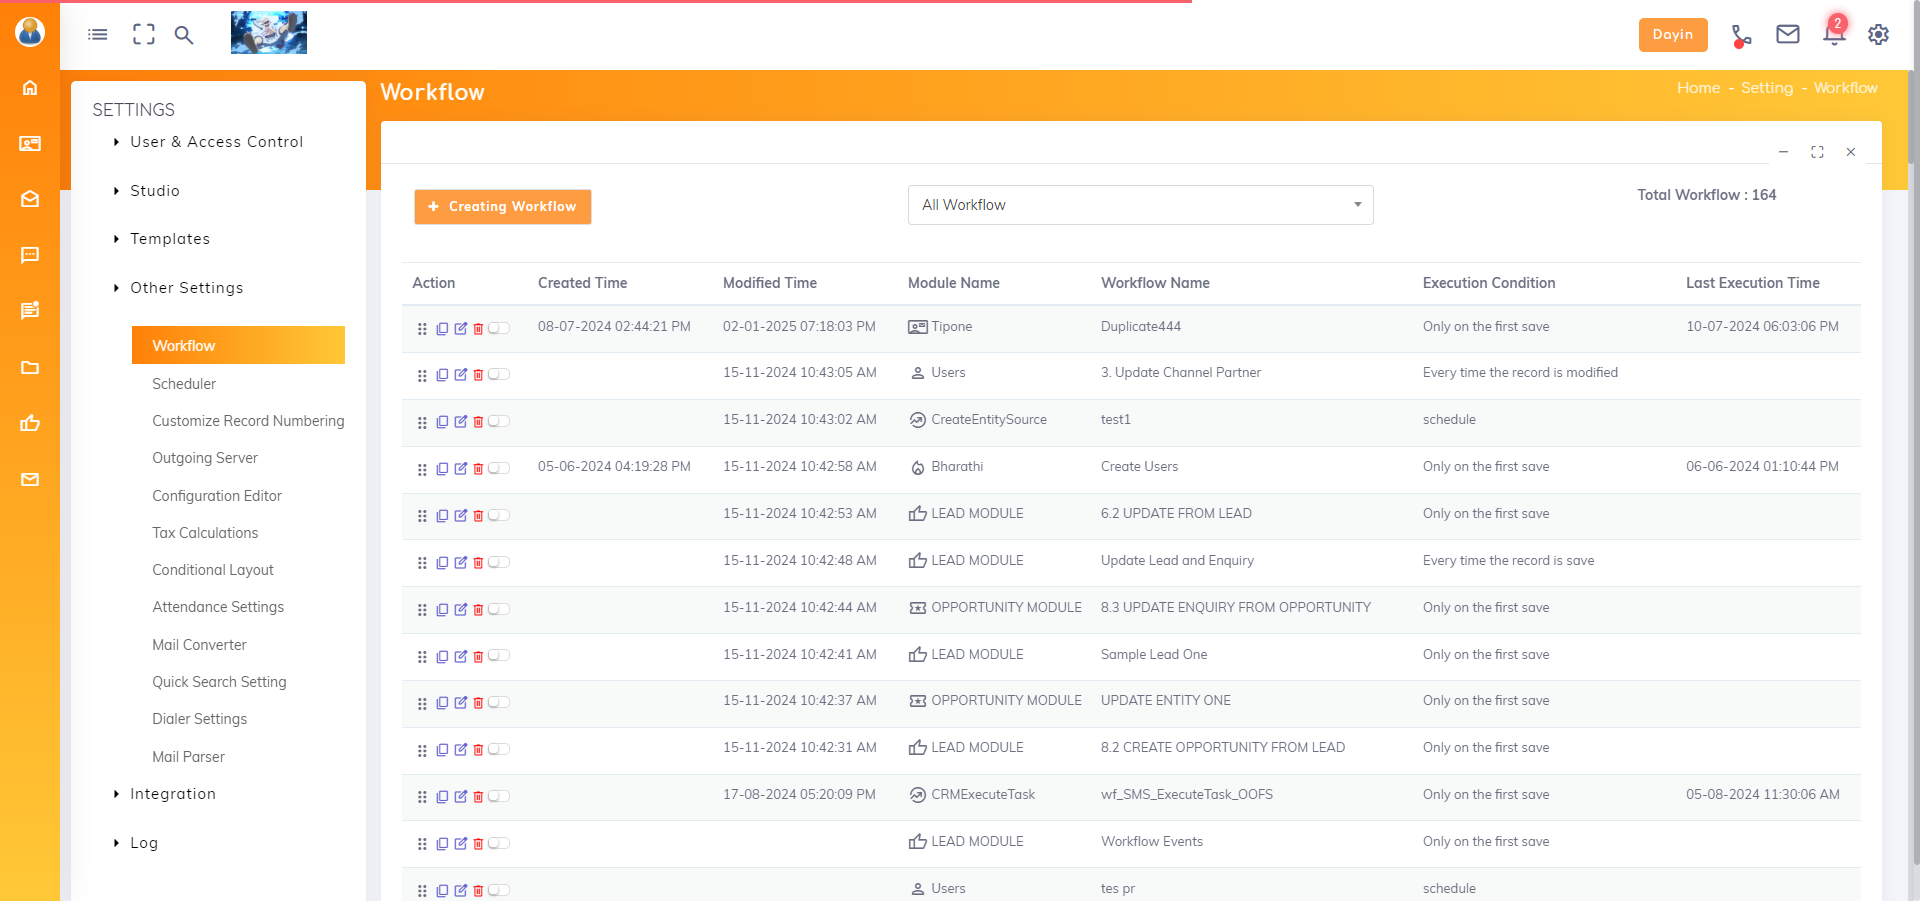 Dayin
2
SETTINGS
User & Access Control
Studio
Templates
Other Settings
Workflow
Scheduler
Customize Record Numbering
Outgoing Server
Configuration Editor
Tax Calculations
Conditional Layout
Attendance Settings
Mail Converter
Quick Search Setting
Dialer Settings
Mail Parser
Integration
Log
Workflow
Home - Setting - Workflow
+ Creating Workflow
All Workflow
Total Workflow : 164
Action Created Time Modified Time Module Name Workflow Name Execution Condition Last Execution Time
08-07-2024 02:44:21 PM 02-01-2025 07:18:03 PM Tipone Duplicate444 Only on the first save 10-07-2024 06:03:06 PM
15-11-2024 10:43:05 AM Users 3. Update Channel Partner Every time the record is modified
15-11-2024 10:43:02 AM CreateEntitySource test1 schedule
05-06-2024 04:19:28 PM 15-11-2024 10:42:58 AM Bharathi Create Users Only on the first save 06-06-2024 01:10:44 PM
15-11-2024 10:42:53 AM LEAD MODULE 6.2 UPDATE FROM LEAD Only on the first save
15-11-2024 10:42:48 AM LEAD MODULE Update Lead and Enquiry Every time the record is save
15-11-2024 10:42:44 AM OPPORTUNITY MODULE 8.3 UPDATE ENQUIRY FROM OPPORTUNITY Only on the first save
15-11-2024 10:42:41 AM LEAD MODULE Sample Lead One Only on the first save
15-11-2024 10:42:37 AM OPPORTUNITY MODULE UPDATE ENTITY ONE Only on the first save
15-11-2024 10:42:31 AM LEAD MODULE 8.2 CREATE OPPORTUNITY FROM LEAD Only on the first save
17-08-2024 05:20:09 PM CRMExecuteTask wf_SMS_ExecuteTask_OOFS Only on the first save 05-08-2024 11:30:06 AM
LEAD MODULE Workflow Events Only on the first save
Users tes pr schedule